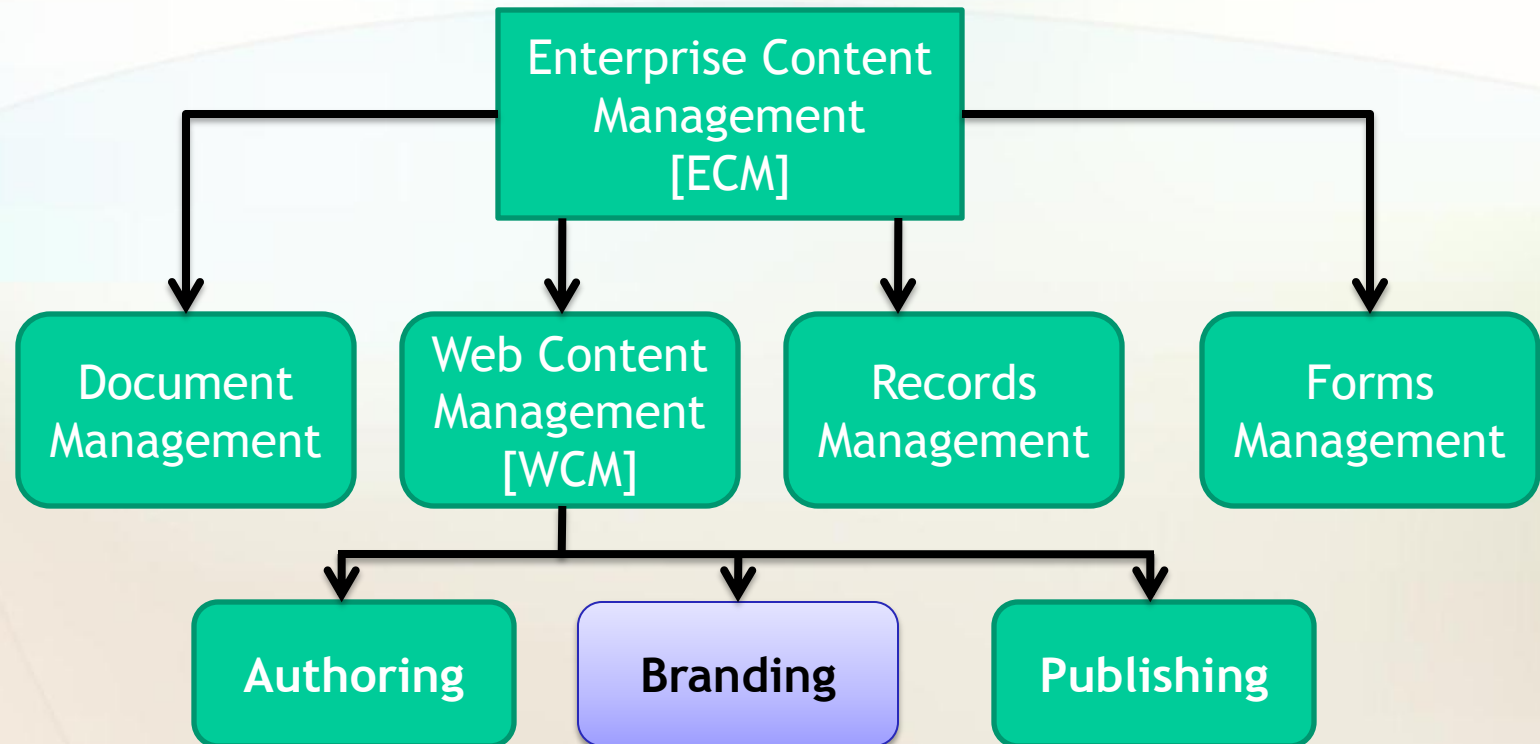 Enterprise Content
Management
[ECM]
Document
Management
Web Content
Management
[WCM]
Records
Management
Forms
Management
Authoring
Branding
Publishing